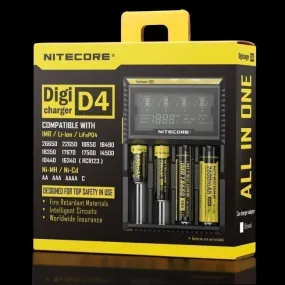 NITECORE®
Digi
charger
D4
COMPATIBLE WITH
IMR / Li-ion / LiFePO4
26650 22650 18650 18490
18350 17670 17500 14500
10440 16340 (RCR123)
Ni-MH / Ni-Cd
AA AAA AAAA C
DESIGNED FOR TOP SAFETY IN USE
• Fire Retardant Materials
• Intelligent Circuits
• Worldwide Insurance
NITECORE
ALL IN ONE